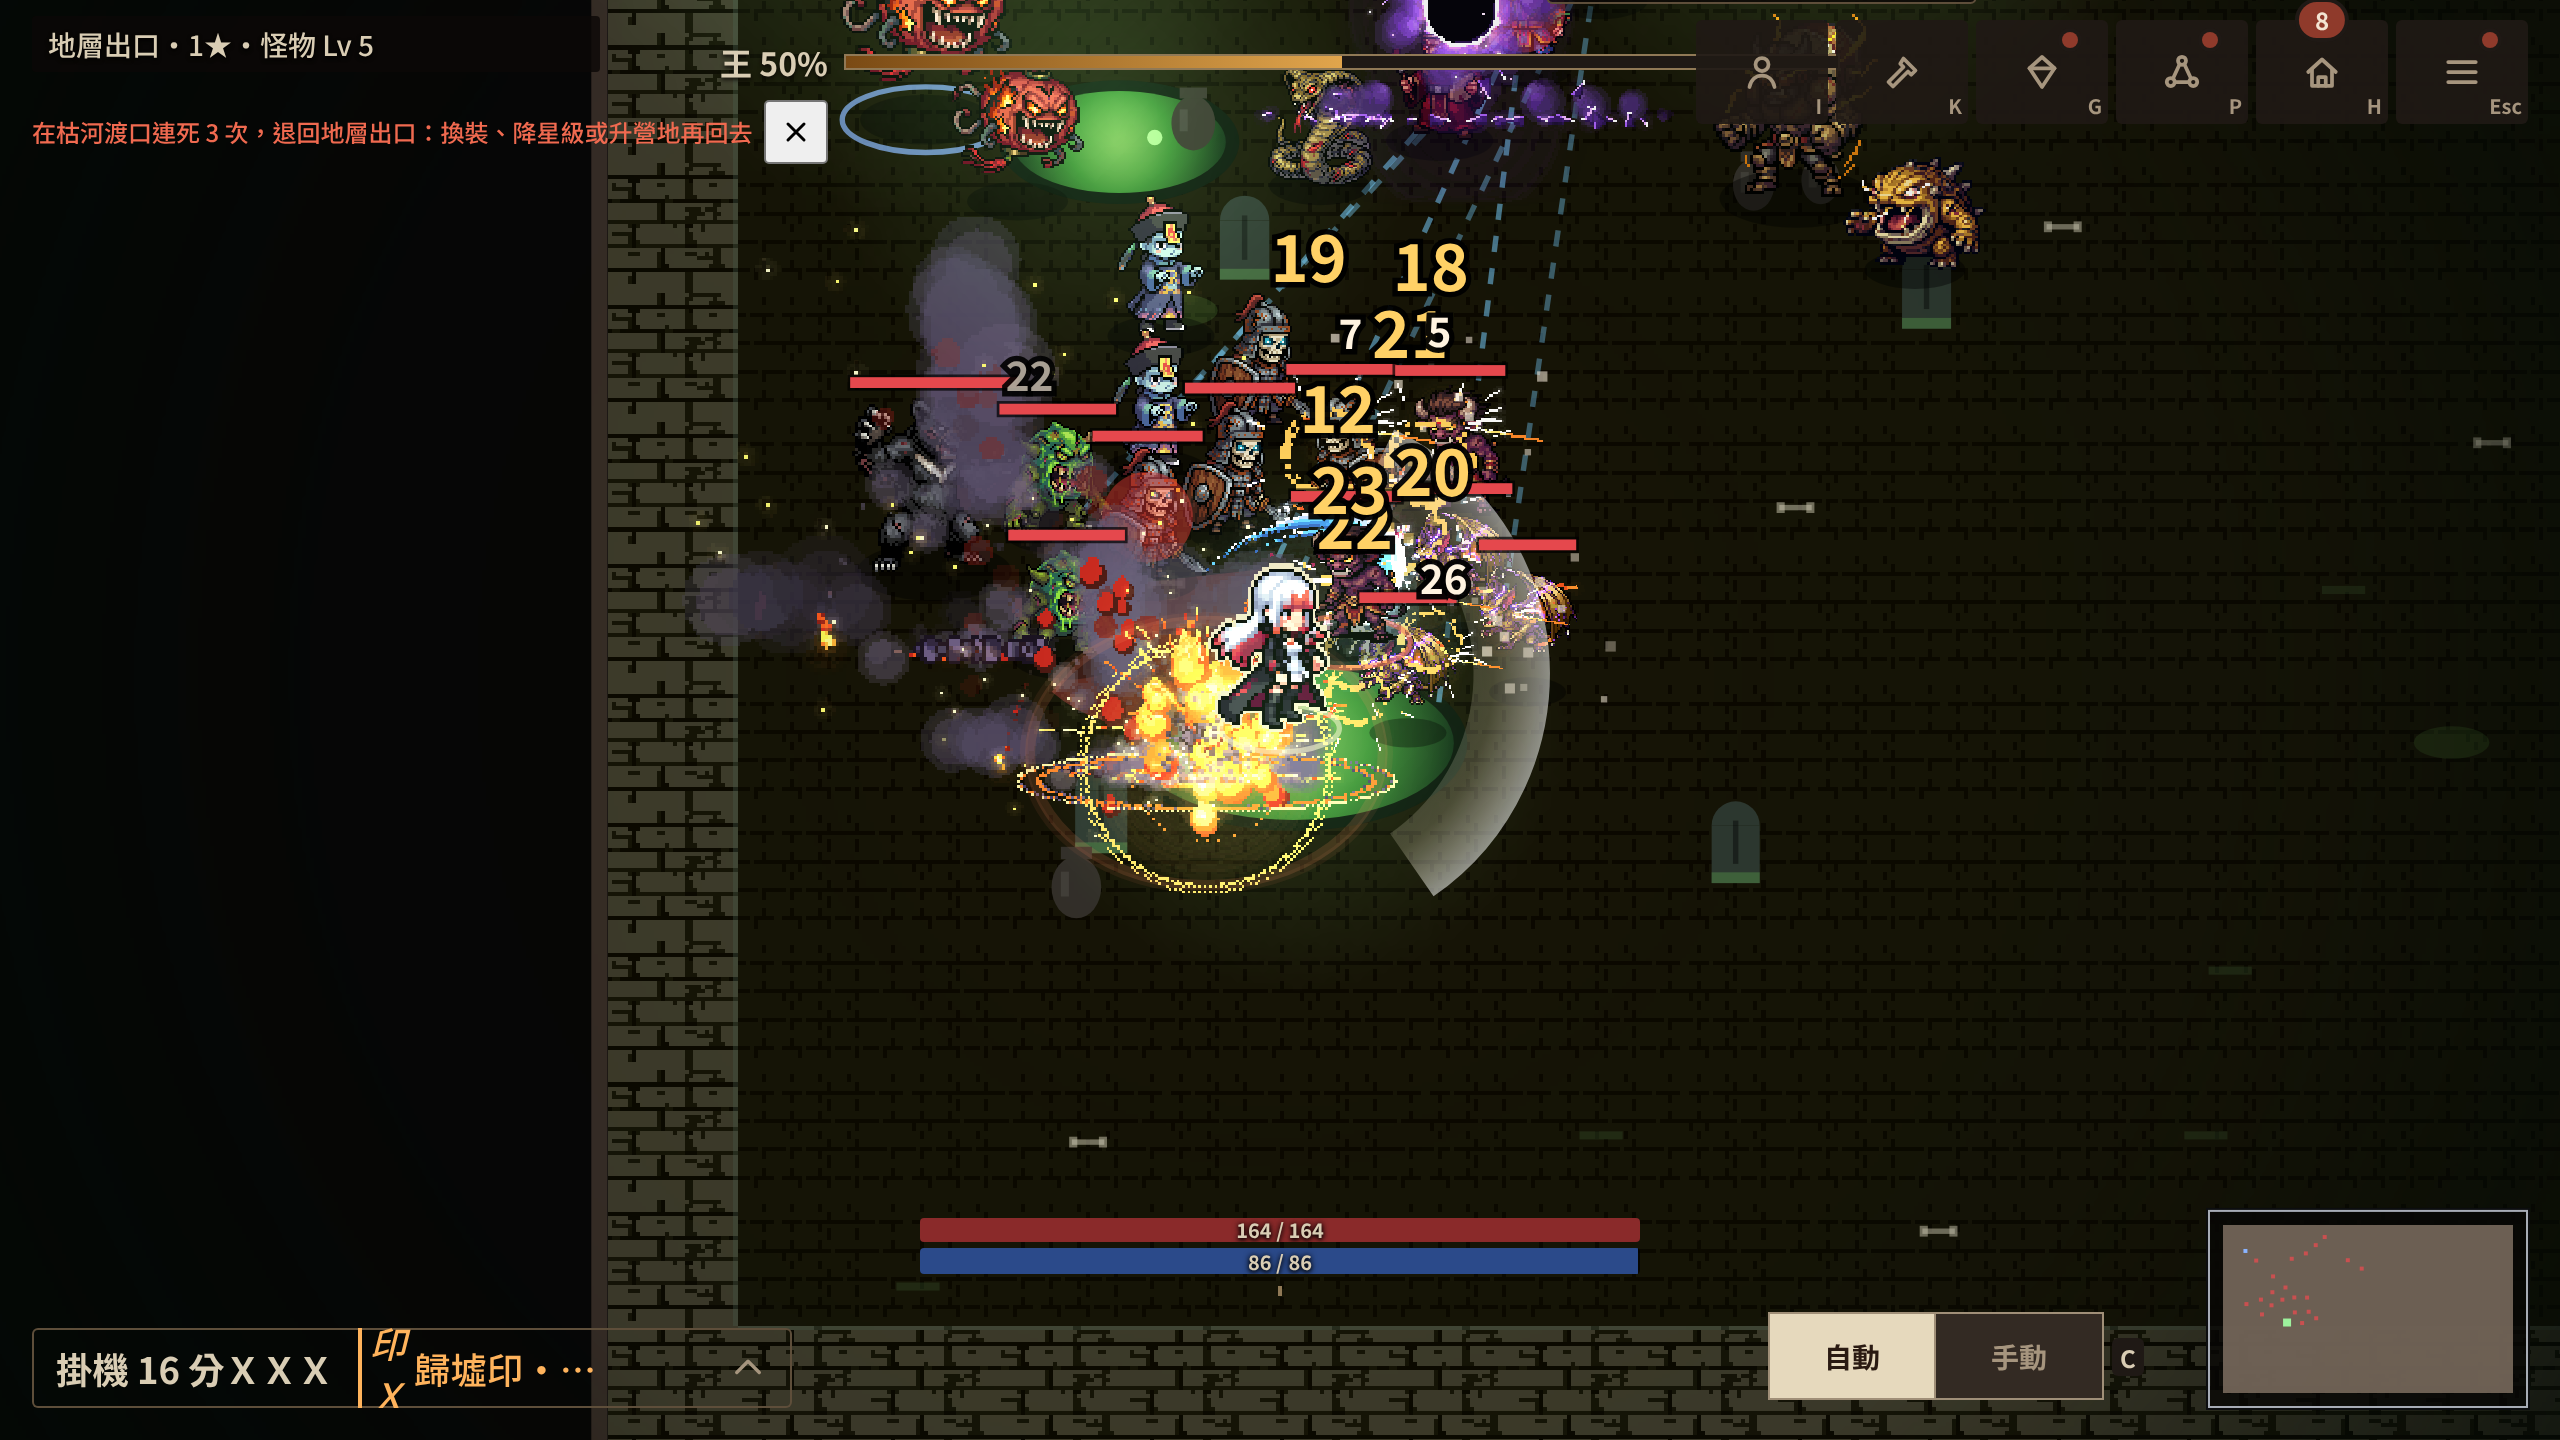 地層出口・1★・怪物 Lv 5
王 50%
8
I
K
G
P
H
Esc
在枯河渡口連死 3 次，退回地層出口：換裝、降星級或升營地再回去
×
19
18
7
5
22
12
20
23
22
26
164 / 164
86 / 86
掛機 16 分 X X X
印 歸墟印・…
X
自動
手動
C